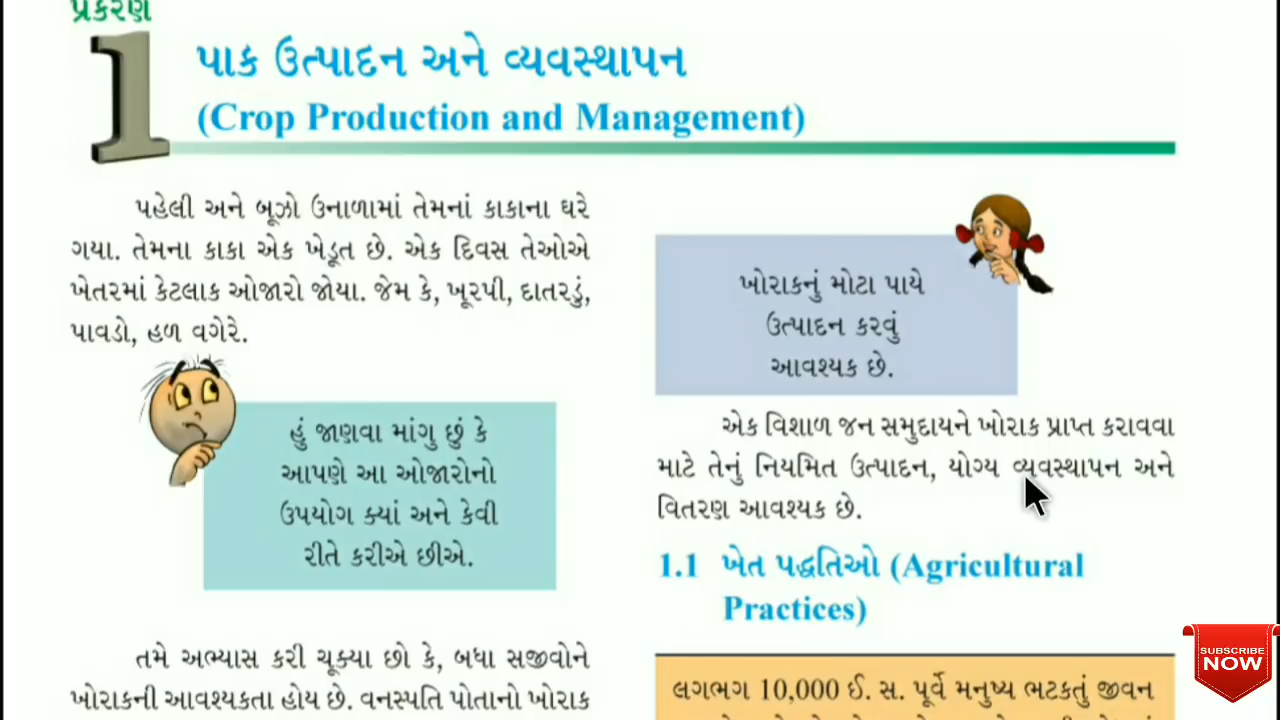 પ્રકરણ
1
પાક ઉત્પાદન અને વ્યવસ્થાપન
(Crop Production and Management)
પહેલી અને બૂઝો ઉનાળામાં તેમનાં કાકાના ઘરે
ગયા. તેમના કાકા એક ખેડૂત છે. એક દિવસ તેઓએ
ખેતરમાં કેટલાક ઓજારો જોયા. જેમ કે, ખૂરપી, દાતરડું,
પાવડો, હળ વગેરે.
હું જાણવા માંગુ છું કે
આપણે આ ઓજારોનો
ઉપયોગ ક્યાં અને કેવી
રીતે કરીએ છીએ.
તમે અભ્યાસ કરી ચૂક્યા છો કે, બધા સજીવોને
ખોરાકની આવશ્યકતા હોય છે. વનસ્પતિ પોતાનો ખોરાક
ખોરાકનું મોટા પાયે
ઉત્પાદન કરવું
આવશ્યક છે.
એક વિશાળ જન સમુદાયને ખોરાક પ્રાપ્ત કરાવવા
માટે તેનું નિયમિત ઉત્પાદન, યોગ્ય વ્યવસ્થાપન અને
વિતરણ આવશ્યક છે.
1.1 ખેત પદ્ધતિઓ (Agricultural
Practices)
લગભગ 10,000 ઈ. સ. પૂર્વે મનુષ્ય ભટકતું જીવન
SUBSCRIBE
NOW